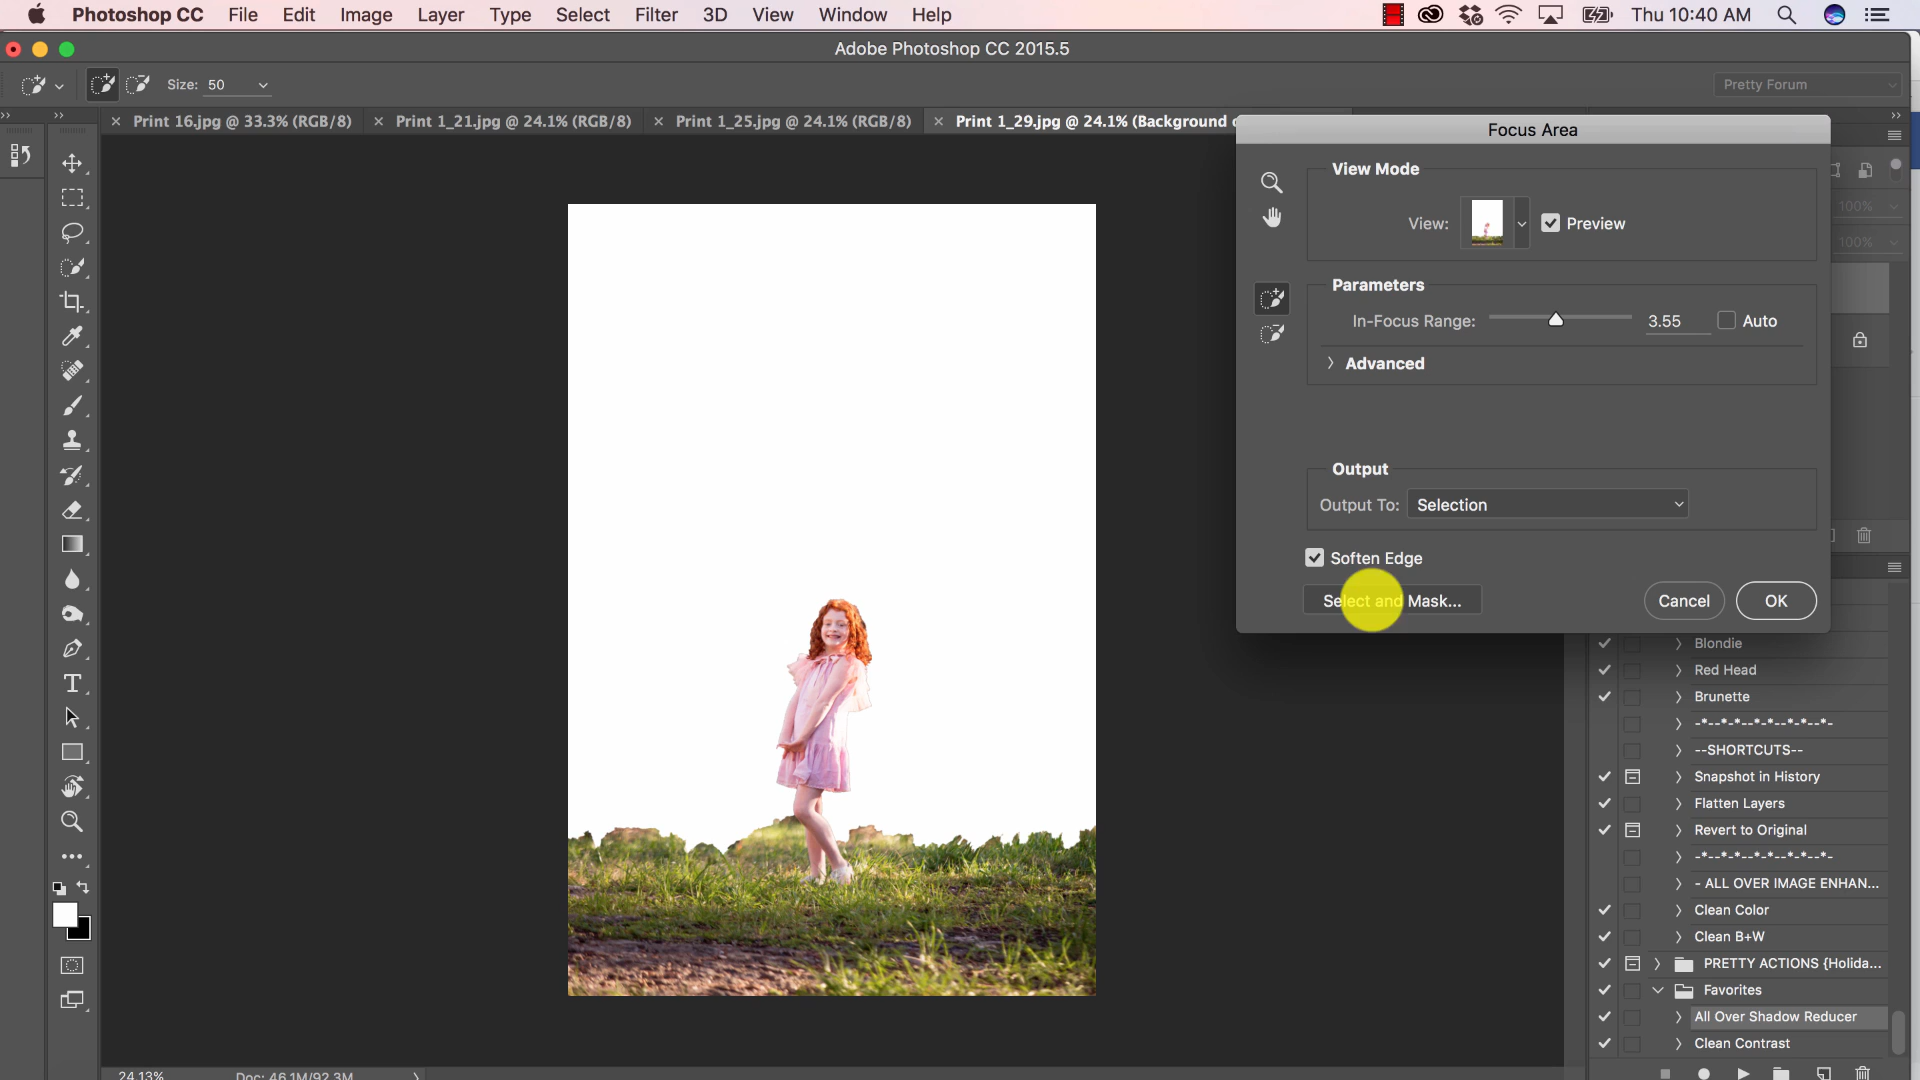 Photoshop CC File Edit Image Layer Type Select Filter 3D View Window Help Thu 10:40 AM
Adobe Photoshop CC 2015.5
Size: 50 Pretty Forum
Print 16.jpg @ 33.3% (RGB/8) Print 1_21.jpg @ 24.1% (RGB/8) Print 1_25.jpg @ 24.1% (RGB/8) Print 1_29.jpg @ 24.1% (Background
Focus Area
View Mode
View: Preview
100%
100%
Parameters
In-Focus Range: 3.55 Auto
Advanced
Output
Output To: Selection
Soften Edge
Select and Mask... Cancel OK
Blondie
Red Head
Brunette
-*--*-*--*-*--*-*--*-
--SHORTCUTS--
Snapshot in History
Flatten Layers
Revert to Original
-*--*-*--*-*--*-*--*-
- ALL OVER IMAGE ENHAN...
Clean Color
Clean B+W
PRETTY ACTIONS {Holida...
Favorites
All Over Shadow Reducer
Clean Contrast
24.13% Doc: 46.1M/92.3M